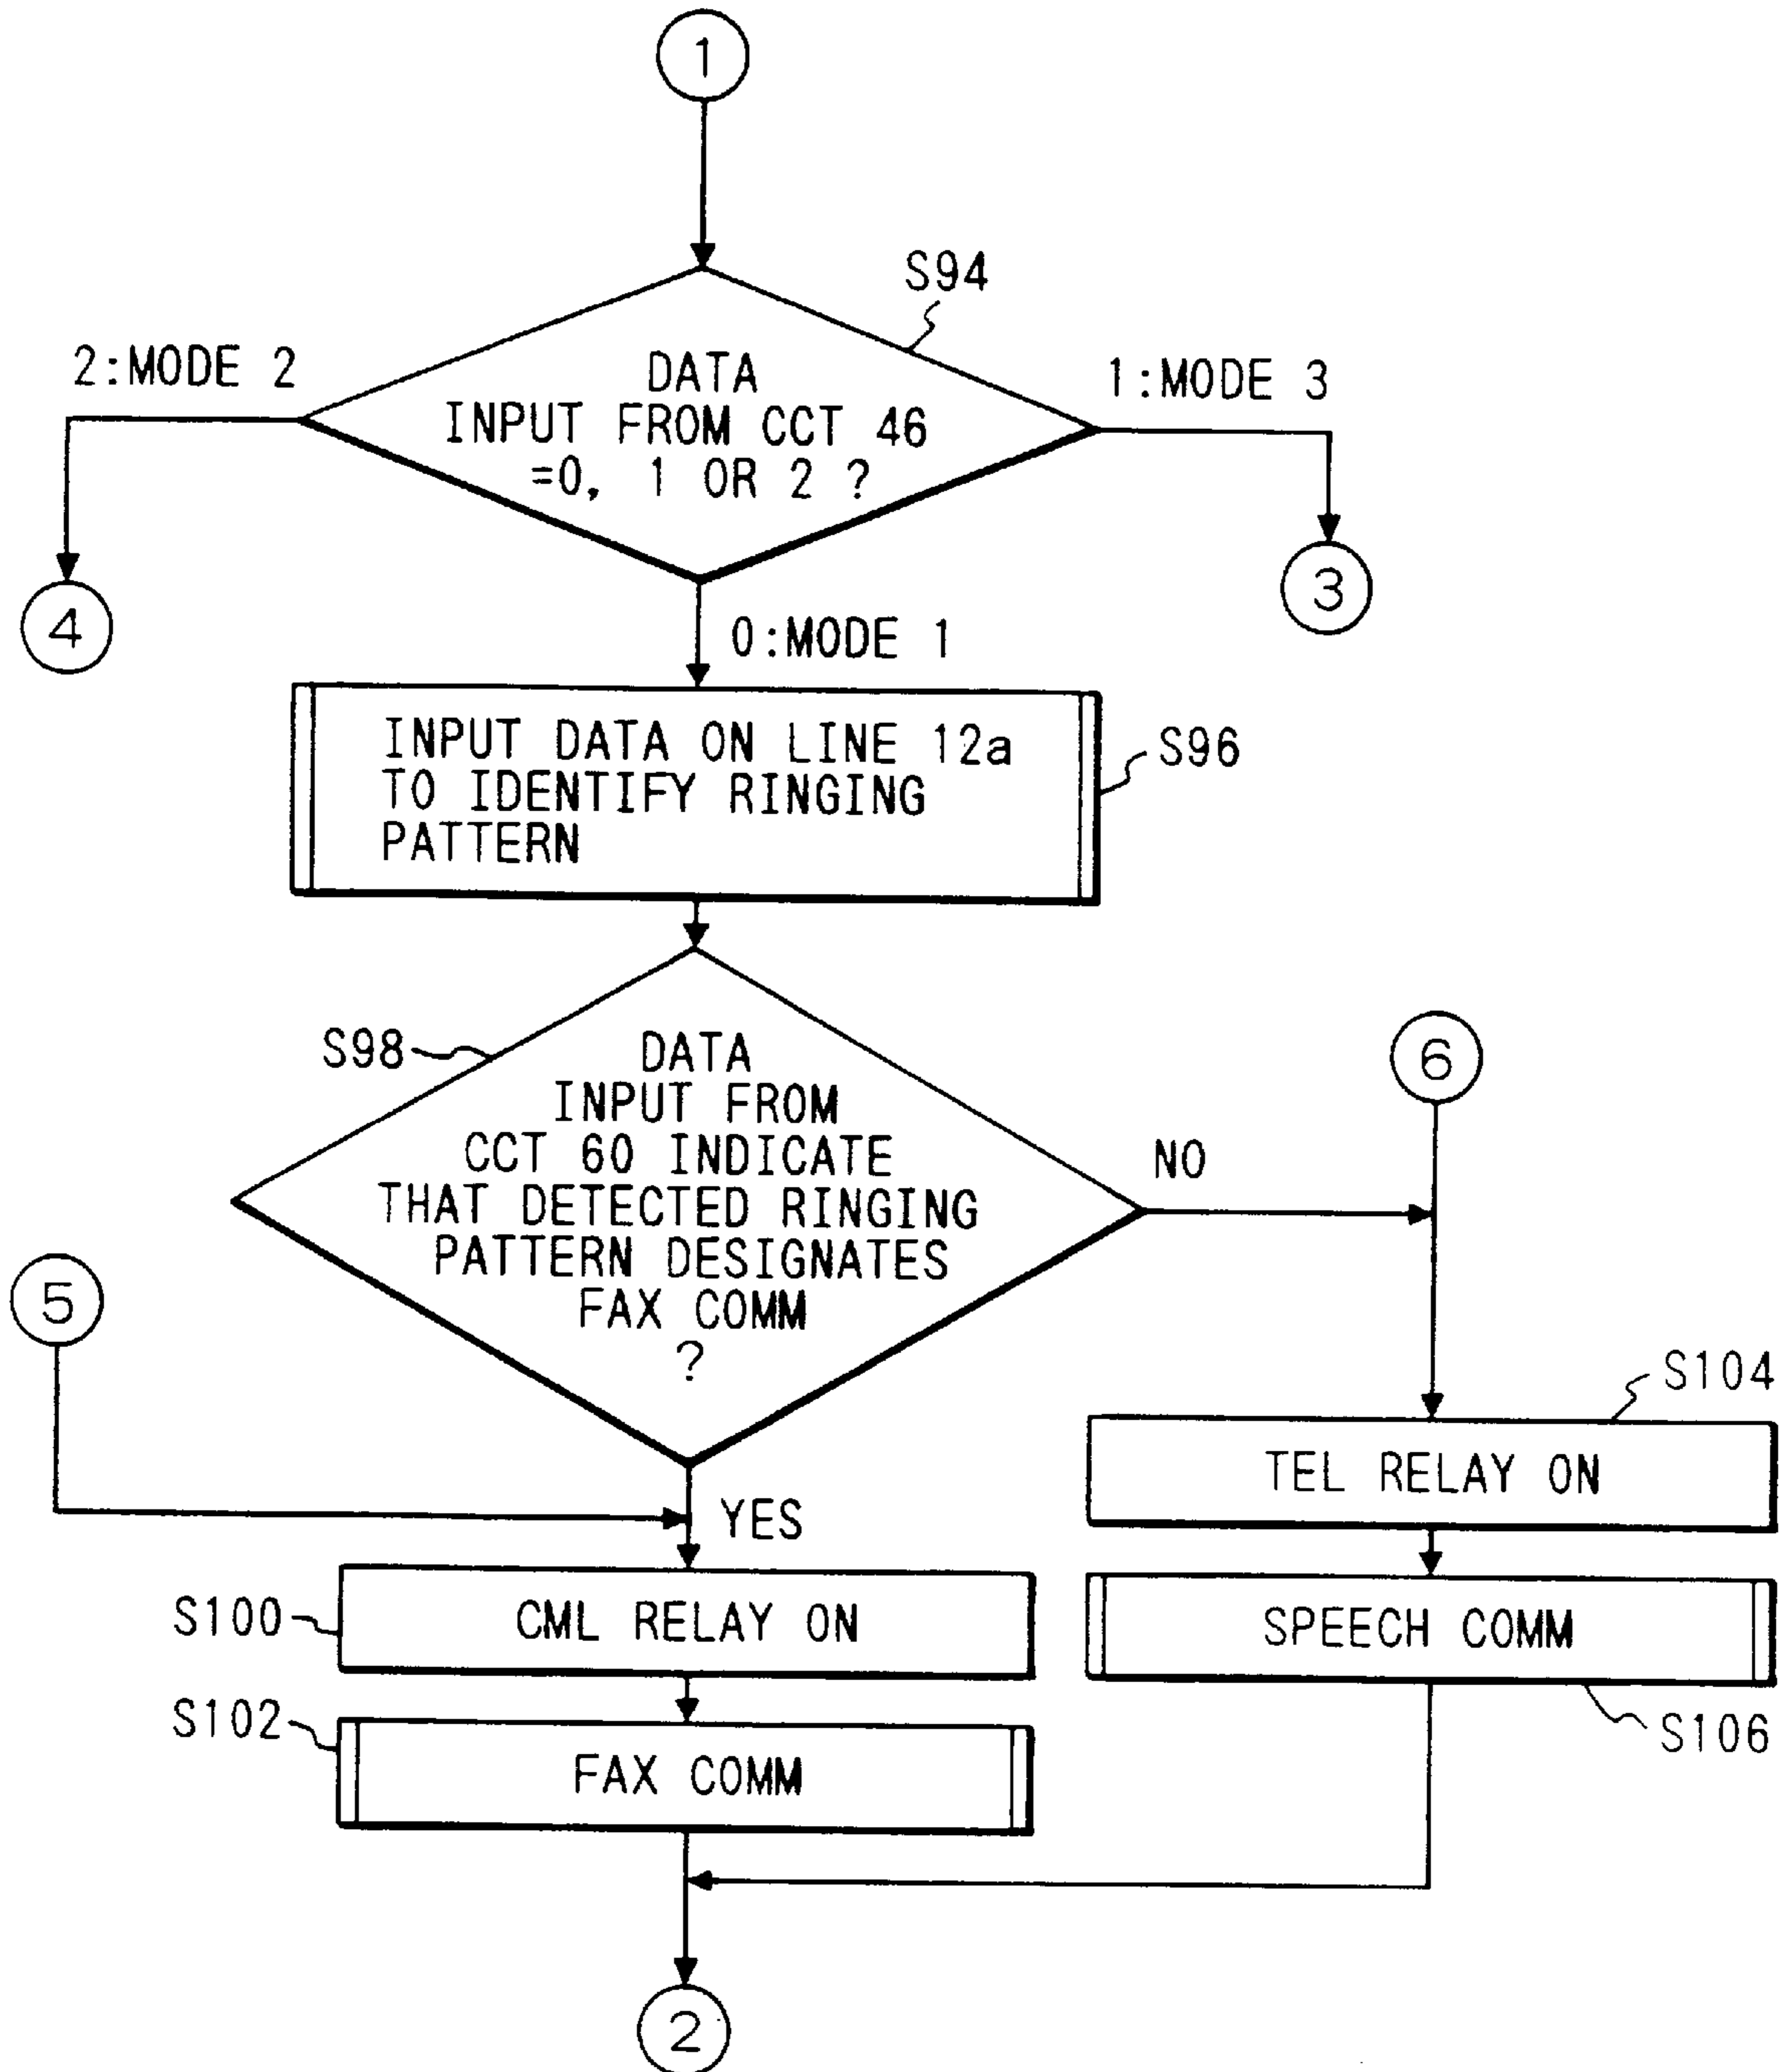 1
S94
2:MODE 2
1:MODE 3
DATA
INPUT FROM CCT 46
=0, 1 OR 2 ?
4
3
0:MODE 1
INPUT DATA ON LINE 12a
TO IDENTIFY RINGING
PATTERN
S96
S98
DATA
INPUT FROM
CCT 60 INDICATE
THAT DETECTED RINGING
PATTERN DESIGNATES
FAX COMM
?
6
NO
5
S104
TEL RELAY ON
YES
S100
CML RELAY ON
SPEECH COMM
S106
S102
FAX COMM
2